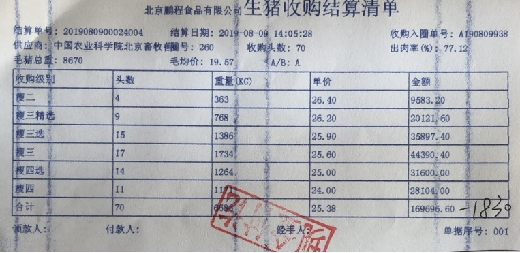 北京鹏程食品有限公司 生猪收购结算清单
结算单号: 2019080900024004 结算日期: 2019-08-09 14:05:28 收购入圈单号: A190809938
供应商: 中国农业科学院北京畜牧 圈号: 260 收购头数: 70 出肉率(%): 77.12
毛猪总重: 8670 毛均价: 19.57 A/B: A
收购级别 头数 重量(KG) 单价 金额
瘦二 4 363 26.40 9583.20
瘦三精选 9 768 26.20 20121.60
瘦三选 15 1386 25.90 35897.40
瘦三 17 1734 25.60 44390.40
瘦四选 14 1264 25.00 31600.00
瘦四 11 24.00 28104.00
合计 70 6686 25.38 169696.60 -1830
领款人: 付款人: 经手人: 单据序号: 001